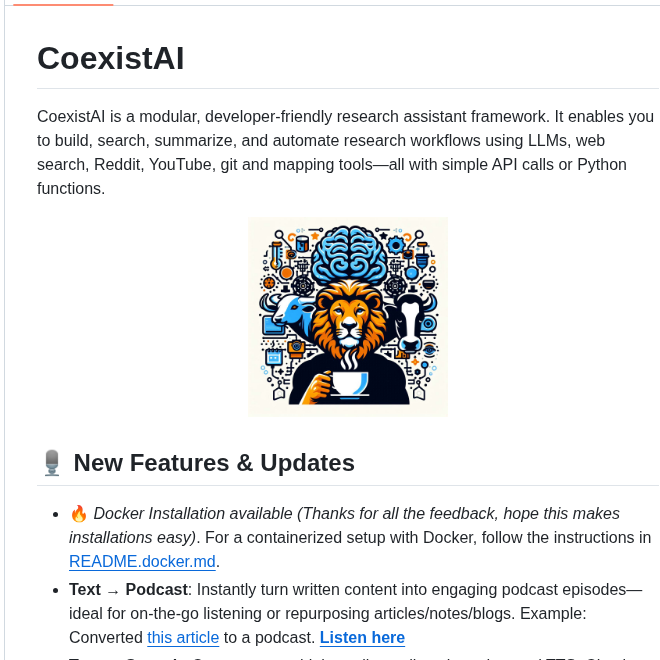 CoexistAI
CoexistAI is a modular, developer-friendly research assistant framework. It enables you
to build, search, summarize, and automate research workflows using LLMs, web
search, Reddit, YouTube, git and mapping tools—all with simple API calls or Python
functions.
New Features & Updates
🔥 Docker Installation available (Thanks for all the feedback, hope this makes
installations easy). For a containerized setup with Docker, follow the instructions in
README.docker.md.
Text → Podcast: Instantly turn written content into engaging podcast episodes—
ideal for on-the-go listening or repurposing articles/notes/blogs. Example:
Converted this article to a podcast. Listen here